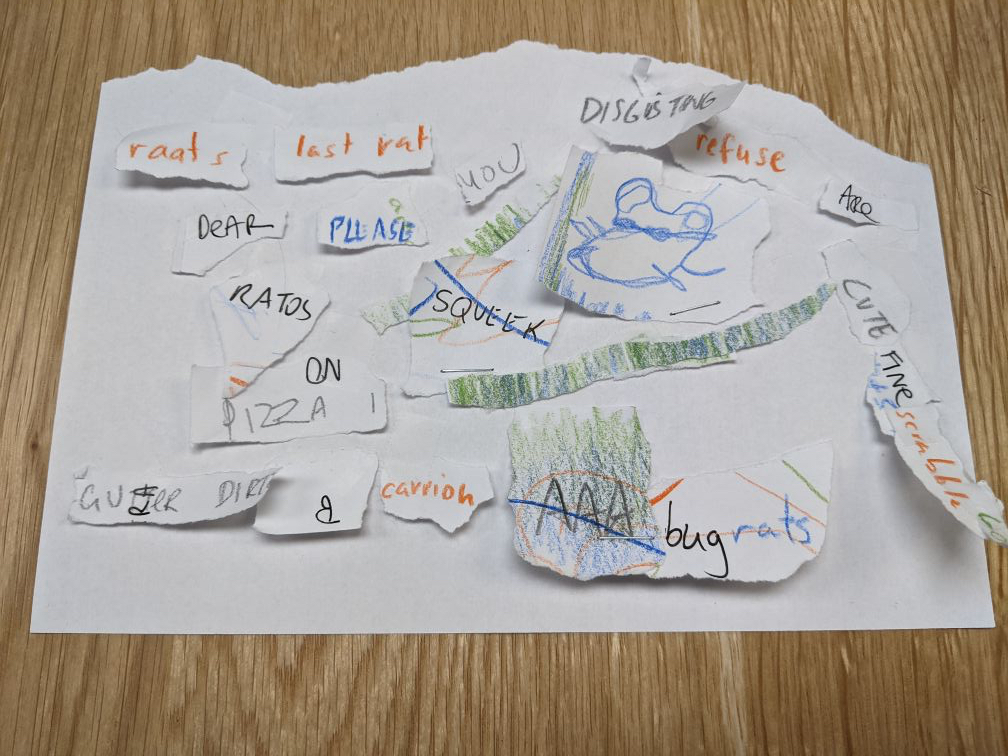 DISGUSTING
raats last rat refuse
YOU
ARE
DEAR PLEASE
RATOS SQUEEK
CUTE
ON
PIZZA
FINE
scrabble
GUTTER DIRT
carrion
AAA bug rats